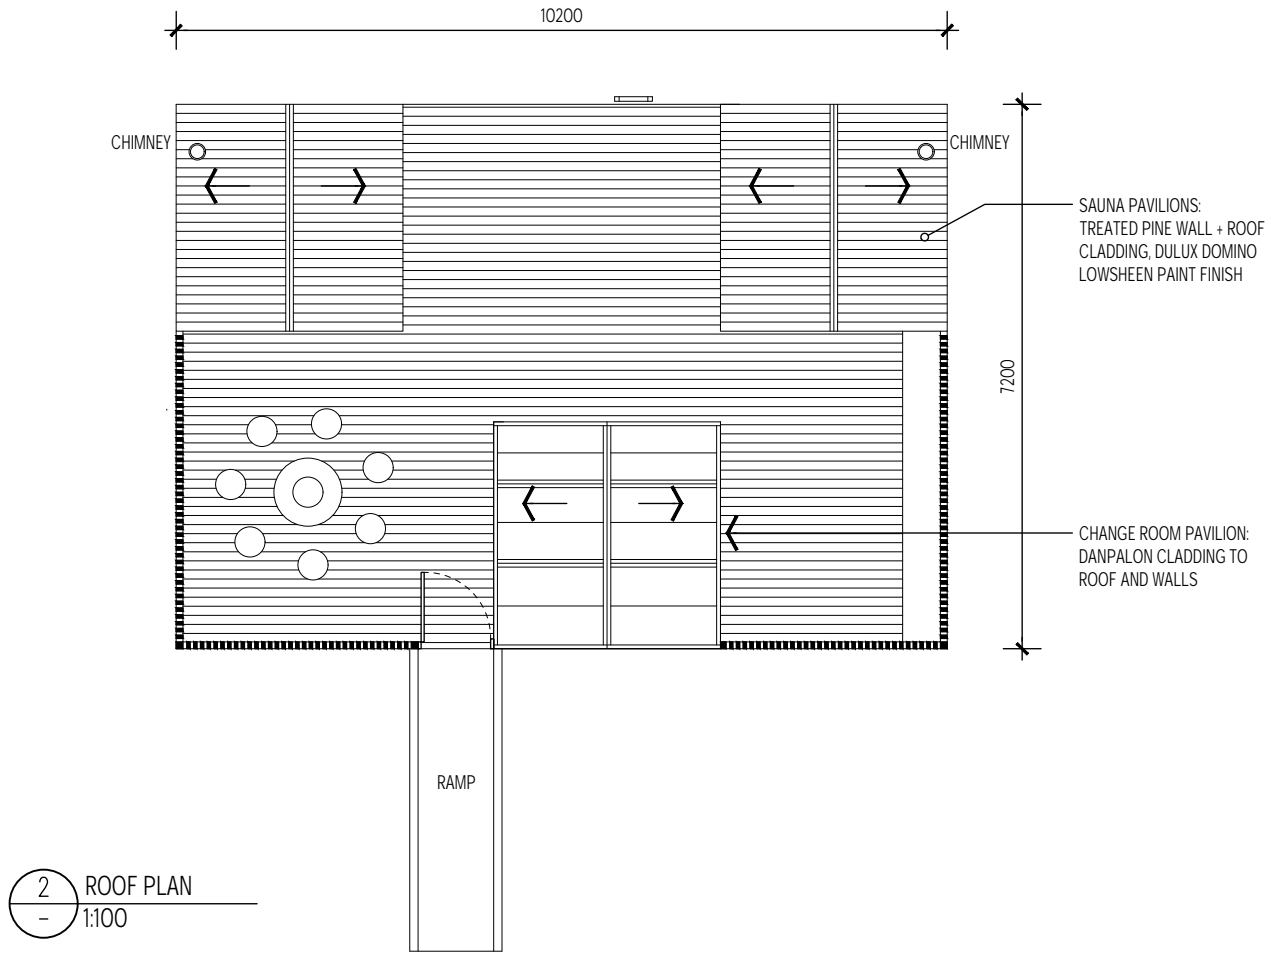 10200
CHIMNEY
CHIMNEY
SAUNA PAVILIONS:
TREATED PINE WALL + ROOF
CLADDING, DULUX DOMINO
LOWSHEEN PAINT FINISH
7200
CHANGE ROOM PAVILION:
DANPALON CLADDING TO
ROOF AND WALLS
RAMP
2
ROOF PLAN
-
1:100